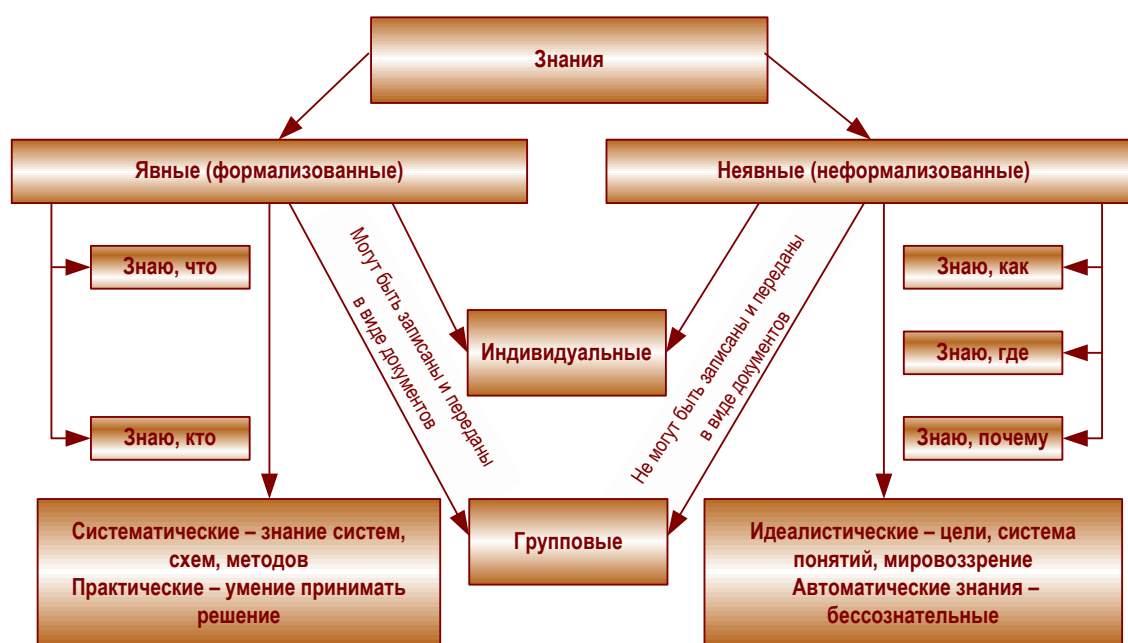 Знания
Явные (формализованные)
Неявные (неформализованные)
Знаю, что
Знаю, кто
Могут быть записаны и переданы
в виде документов
Индивидуальные
Групповые
Не могут быть записаны и переданы
в виде документов
Знаю, как
Знаю, где
Знаю, почему
Систематические – знание систем,
схем, методов
Практические – умение принимать
решение
Идеалистические – цели, система
понятий, мировоззрение
Автоматические знания –
бессознательные